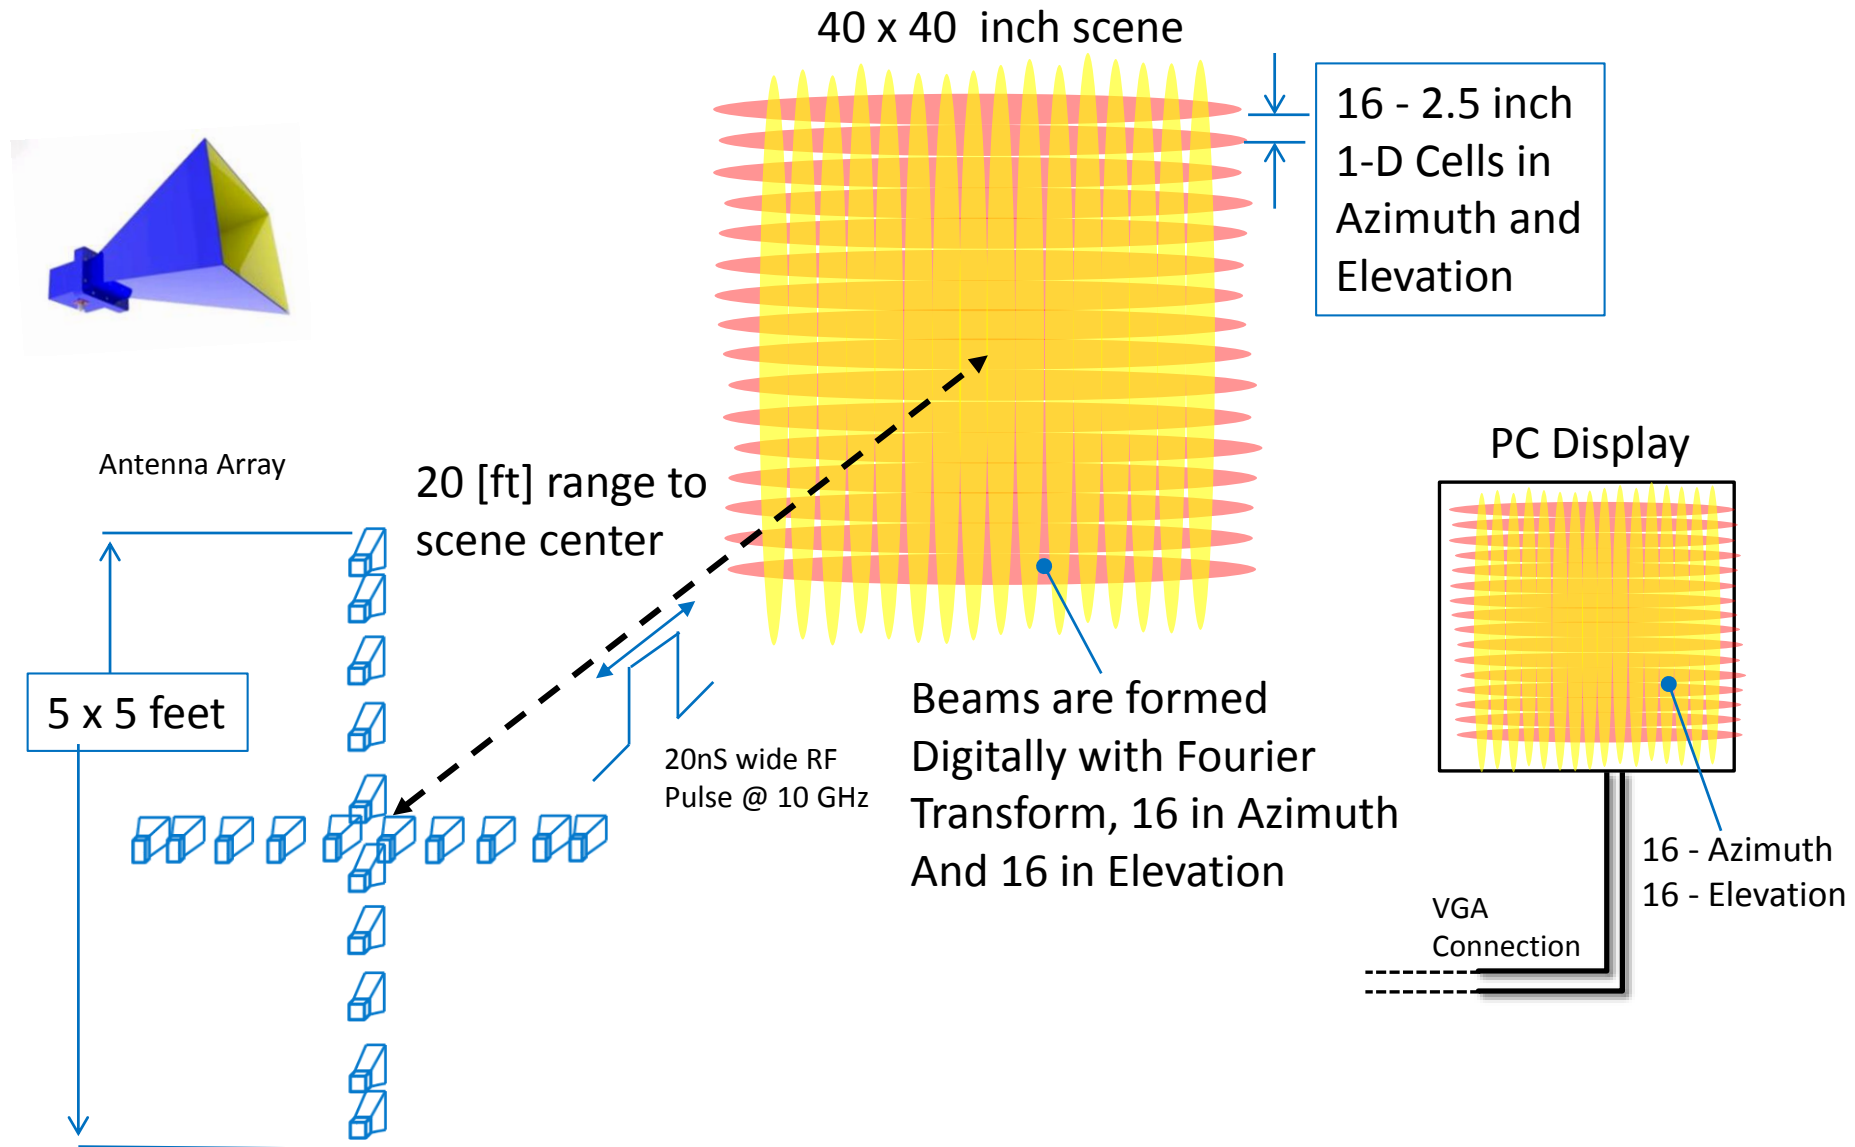 40 x 40  inch scene
16 - 2.5 inch
1-D Cells in
Azimuth and
Elevation
Antenna Array
20 [ft] range to
scene center
PC Display
5 x 5 feet
20nS wide RF
Pulse @ 10 GHz
Beams are formed
Digitally with Fourier
Transform, 16 in Azimuth
And 16 in Elevation
16 - Azimuth
16 - Elevation
VGA
Connection